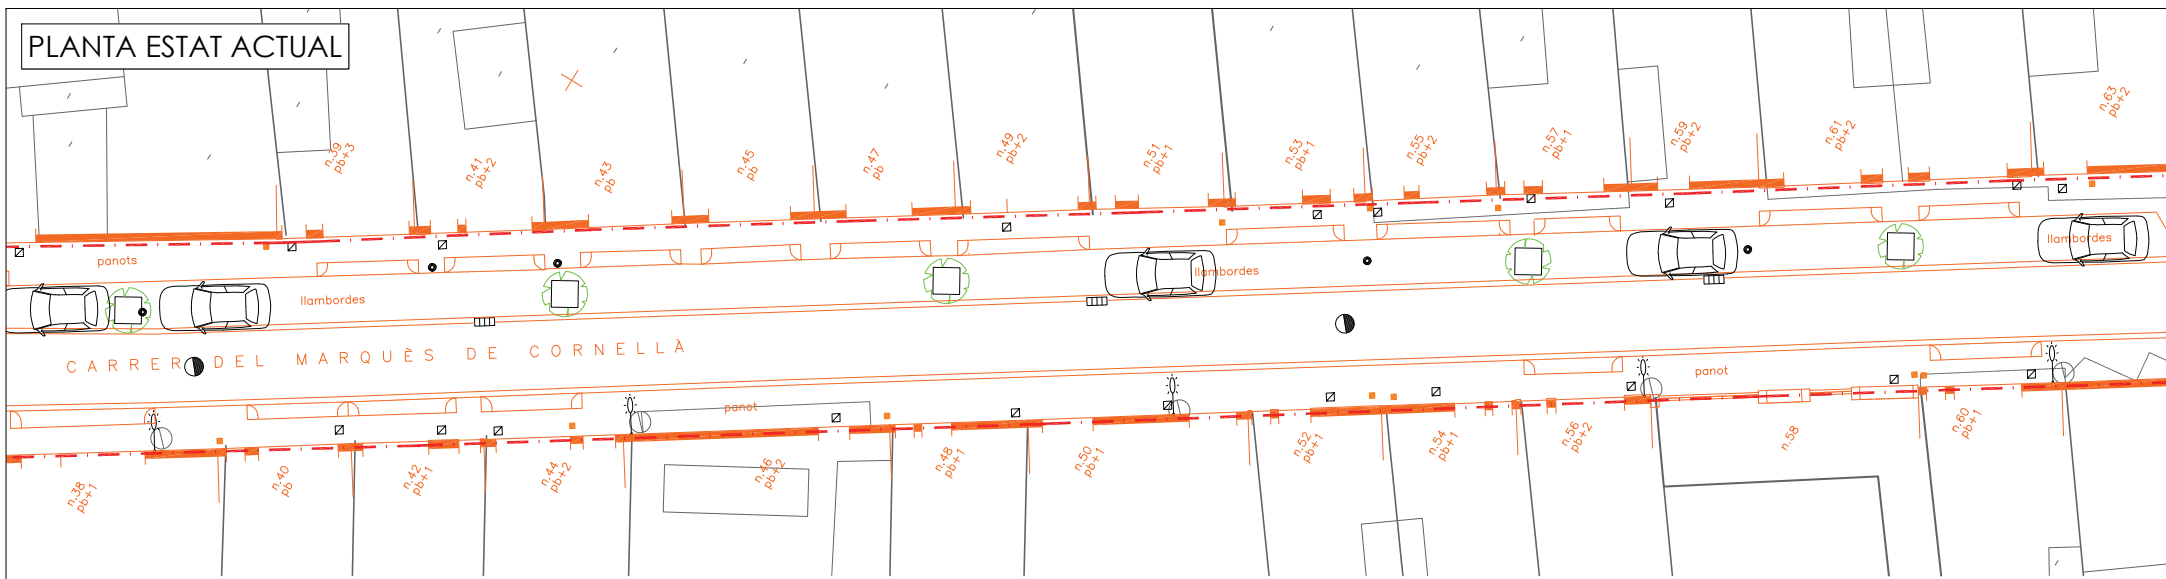 PLANTA ESTAT ACTUAL
n.39
pb+3
n.41
pb+2
n.43
pb
n.45
pb
n.47
pb
n.49
pb+2
n.51
pb+1
n.53
pb+1
n.55
pb+2
n.57
pb+1
n.59
pb+2
n.61
pb+2
n.63
pb+2
panots
llambordes
llambordes
llambordes
CARRER DEL MARQUÈS DE CORNELLÀ
panot
panot
n.38
pb+1
n.40
pb
n.42
pb+1
n.44
pb+2
n.46
pb+2
n.48
pb+1
n.50
pb+1
n.52
pb+1
n.54
pb+1
n.56
pb+2
n.58
n.60
pb+1